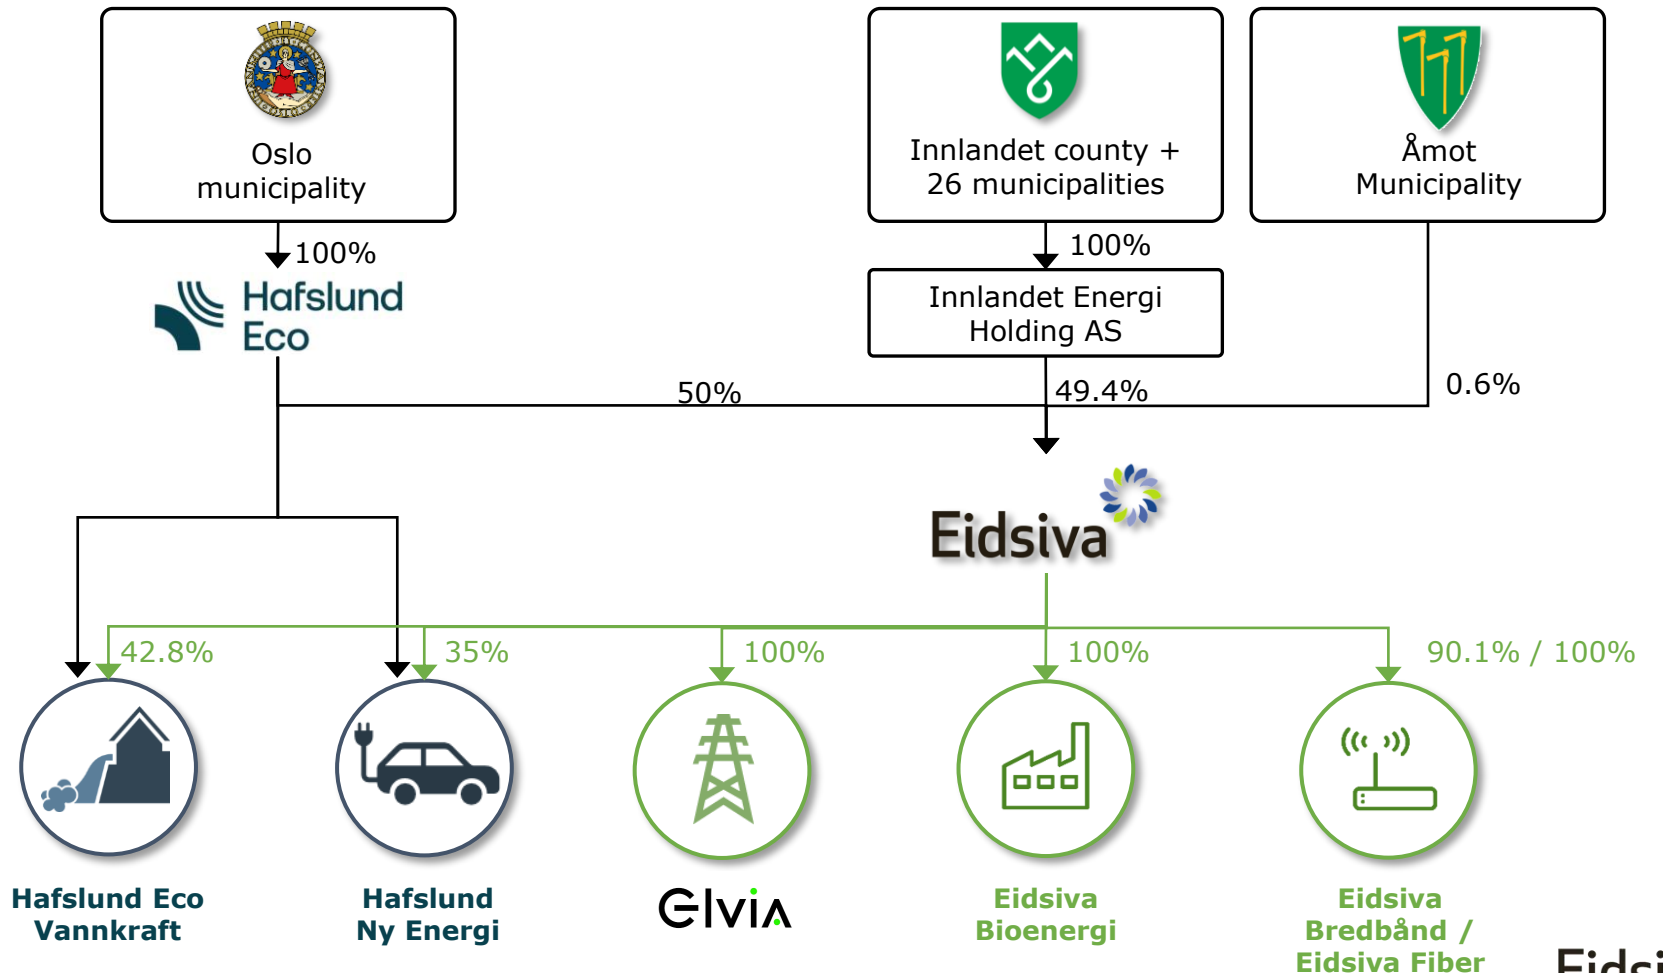 Oslo
municipality
Innlandet county +
26 municipalities
Åmot
Municipality
100%
100%
Hafslund
Eco
Innlandet Energi
Holding AS
50%
49.4%
0.6%
Eidsiva
42.8%
35%
100%
100%
90.1% / 100%
Hafslund Eco
Vannkraft
Hafslund
Ny Energi
Elvia
Eidsiva
Bioenergi
Eidsiva
Bredbånd /
Eidsiva Fiber